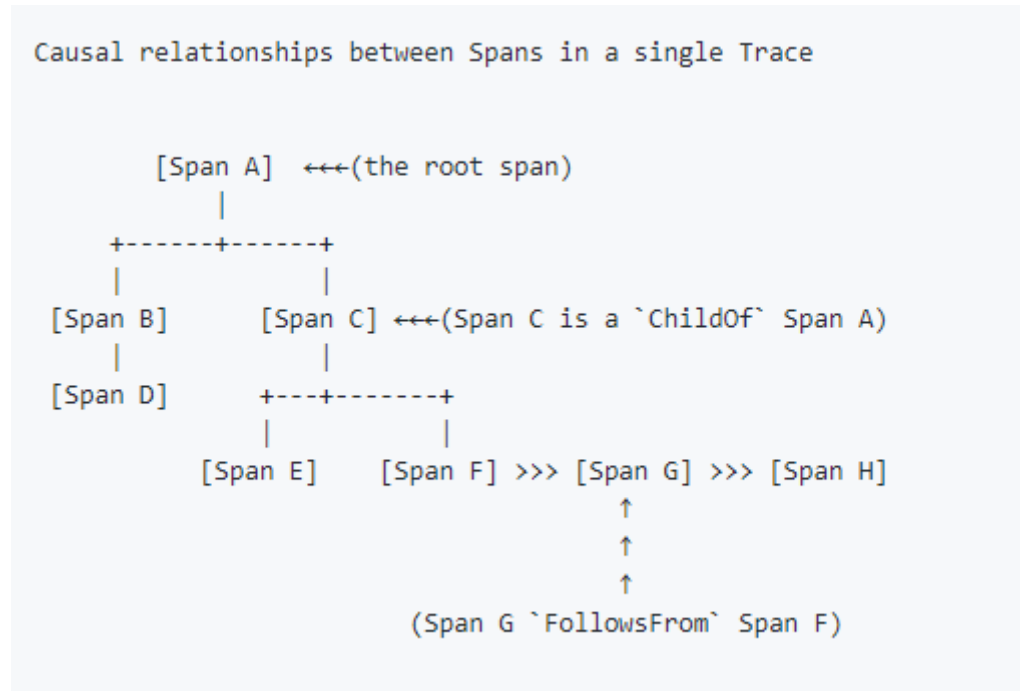 Causal relationships between Spans in a single Trace
[Span A]  ←←←(the root span)
|
+------+------+
|             |
[Span B]      [Span C] ←←←(Span C is a `ChildOf` Span A)
|             |
[Span D]      +---+-------+
|           |
[Span E]    [Span F] >>> [Span G] >>> [Span H]
↑
↑
↑
(Span G `FollowsFrom` Span F)